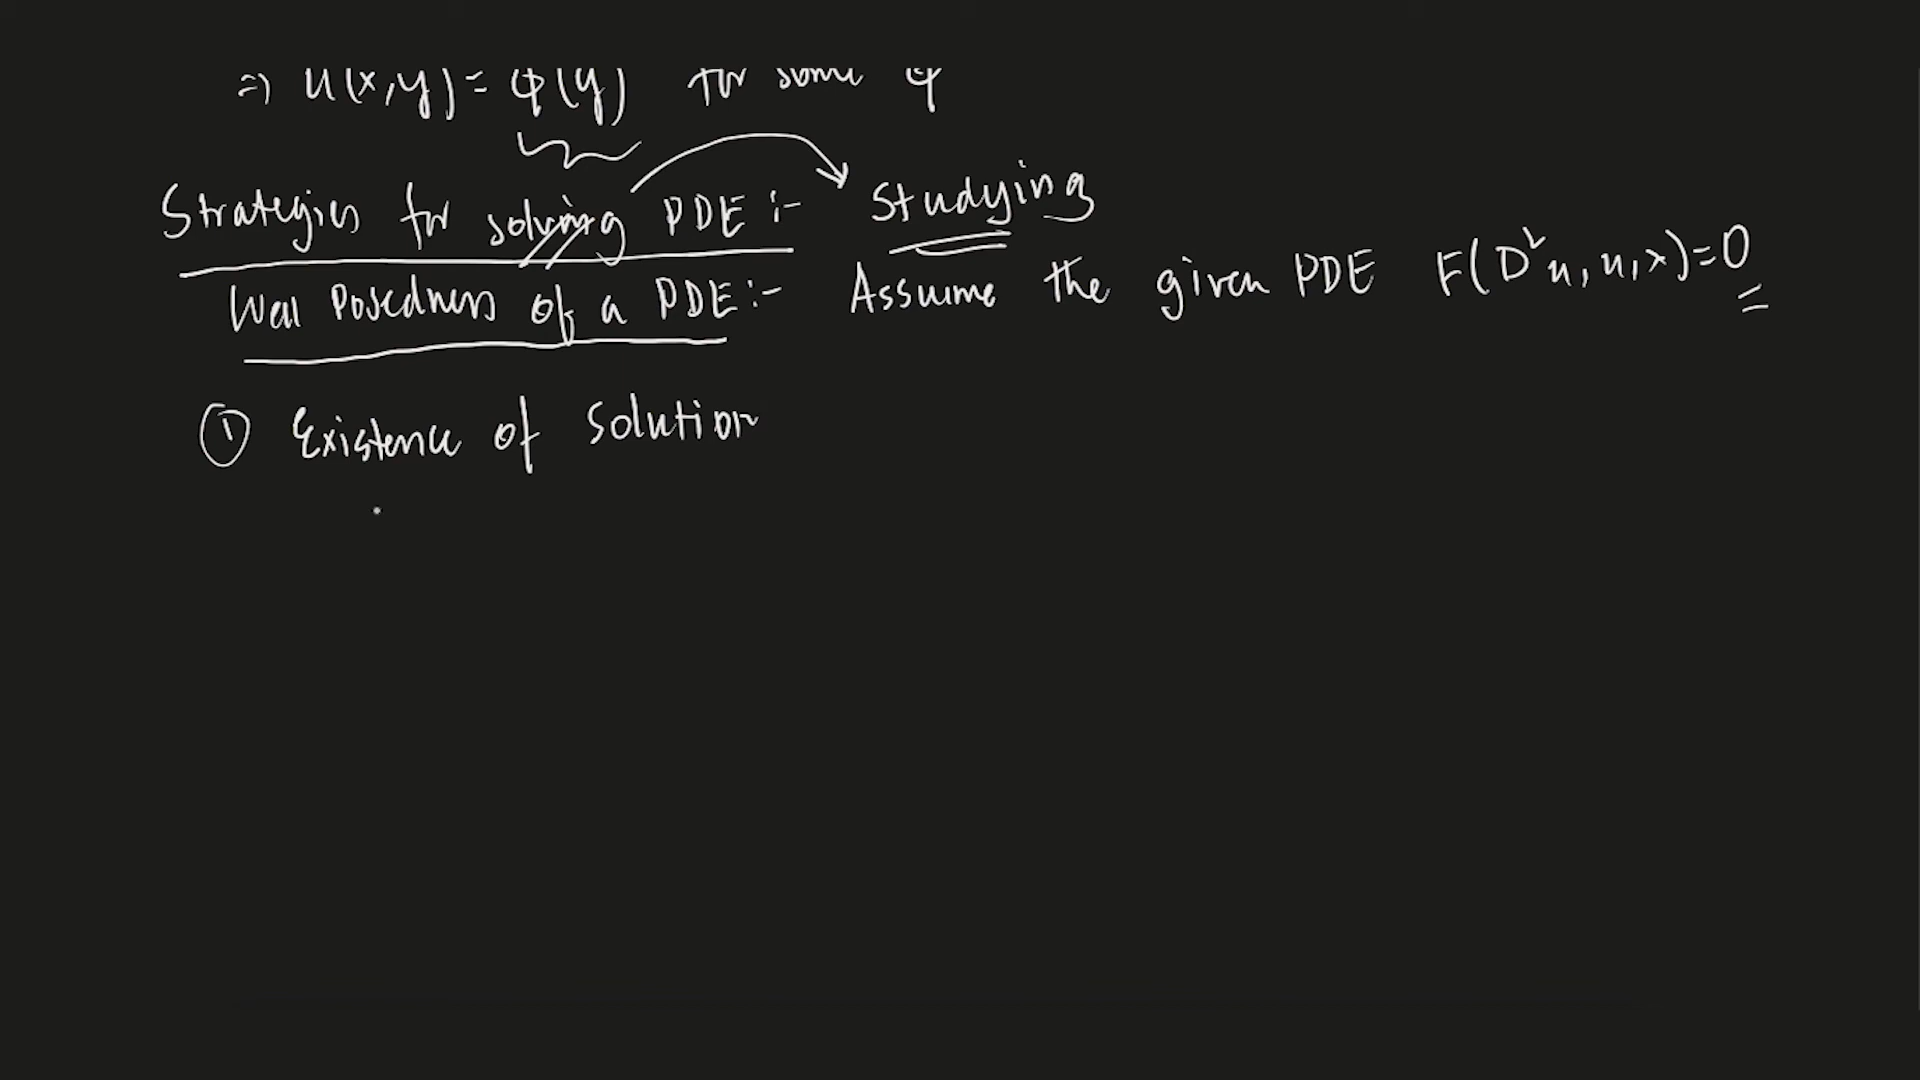 => u(x,y) = φ(y) for some φ
Strategies for solving PDE :- Studying
Well Posedness of a PDE :- Assume the given PDE F(D²u, u, x) = 0
① Existence of Solution